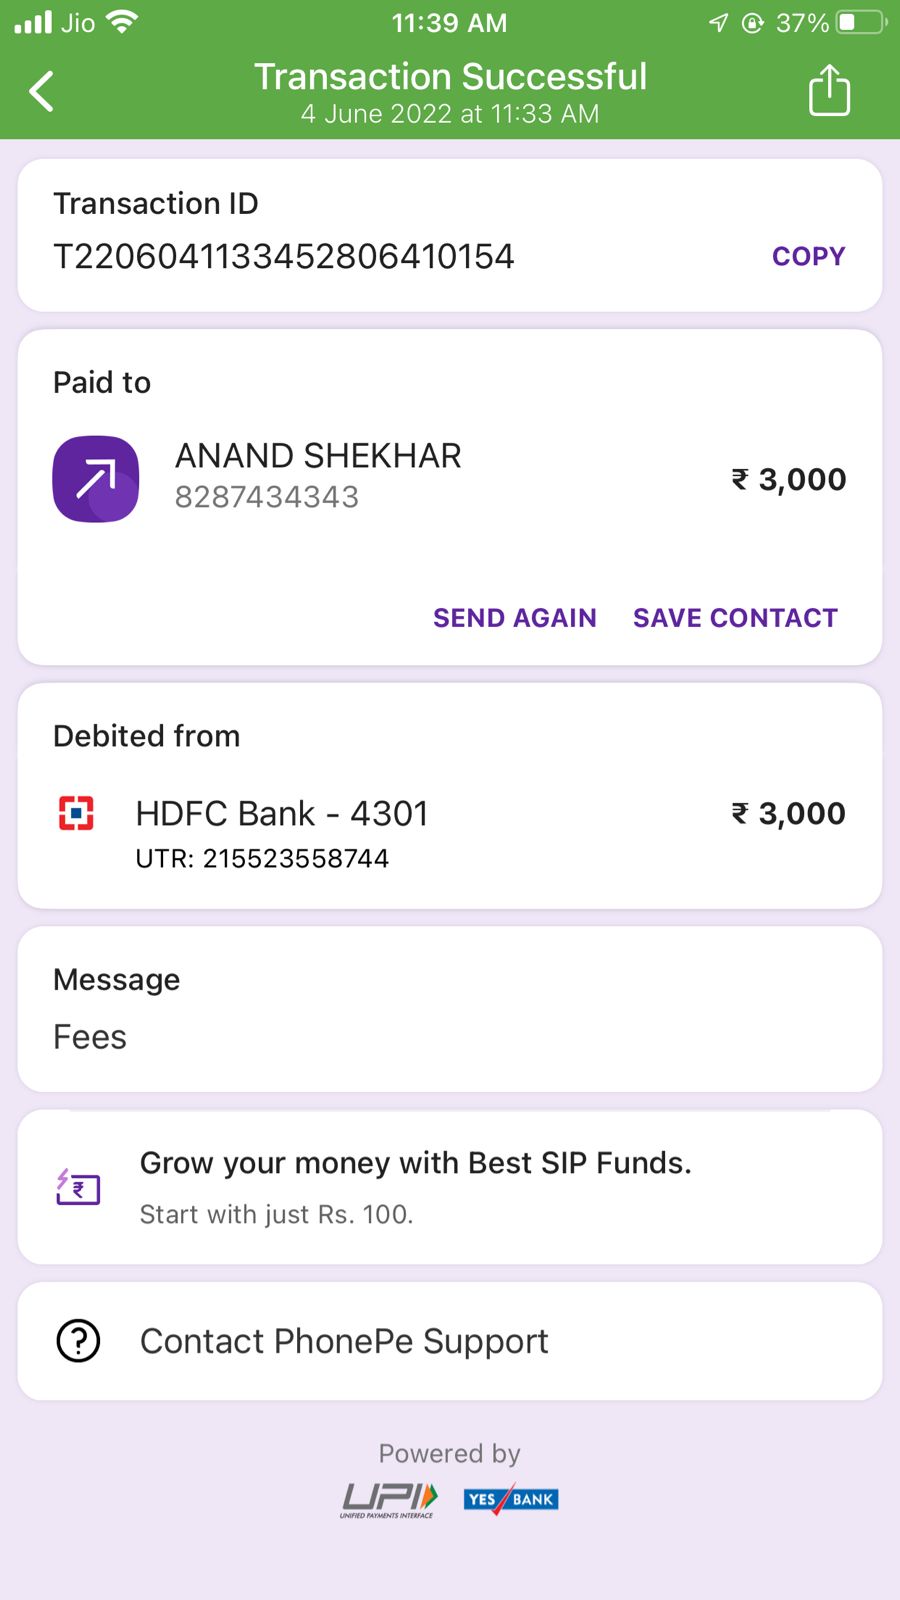 Jio 11:39 AM 37%
Transaction Successful
4 June 2022 at 11:33 AM
Transaction ID
T2206041133452806410154 COPY
Paid to
ANAND SHEKHAR
8287434343
₹ 3,000
SEND AGAIN SAVE CONTACT
Debited from
HDFC Bank - 4301 ₹ 3,000
UTR: 215523558744
Message
Fees
Grow your money with Best SIP Funds.
Start with just Rs. 100.
Contact PhonePe Support
Powered by
UPI YES BANK
UNIFIED PAYMENTS INTERFACE